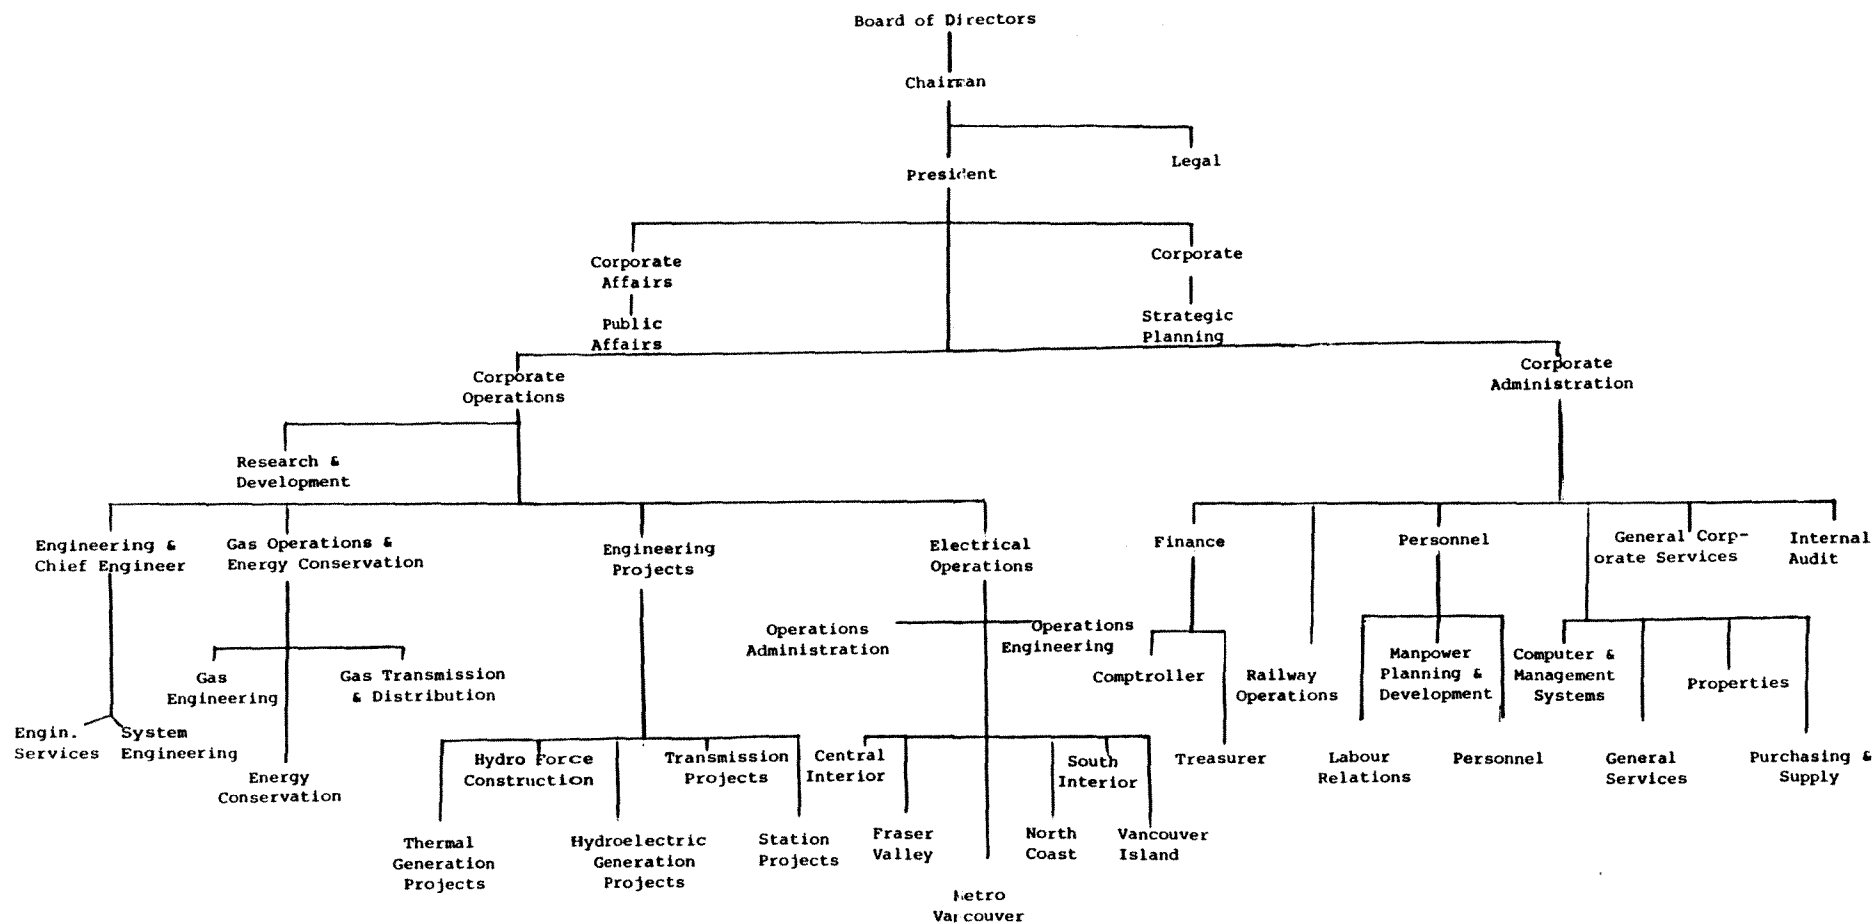 Board of Directors
Chairman
Legal
President
Corporate
Affairs
Corporate
Public
Affairs
Strategic
Planning
Corporate
Operations
Corporate
Administration
Research &
Development
Engineering &
Chief Engineer
Gas Operations &
Energy Conservation
Engineering
Projects
Electrical
Operations
Finance
Personnel
General Corp-
orate Services
Internal
Audit
Operations
Administration
Operations
Engineering
Gas
Engineering
Gas Transmission
& Distribution
Comptroller
Railway
Operations
Manpower
Planning &
Development
Computer &
Management
Systems
Properties
Engin.
Services
System
Engineering
Energy
Conservation
Hydro Force
Construction
Transmission
Projects
Central
Interior
South
Interior
Treasurer
Labour
Relations
Personnel
General
Services
Purchasing &
Supply
Thermal
Generation
Projects
Hydroelectric
Generation
Projects
Station
Projects
Fraser
Valley
North
Coast
Vancouver
Island
Metro
Vancouver